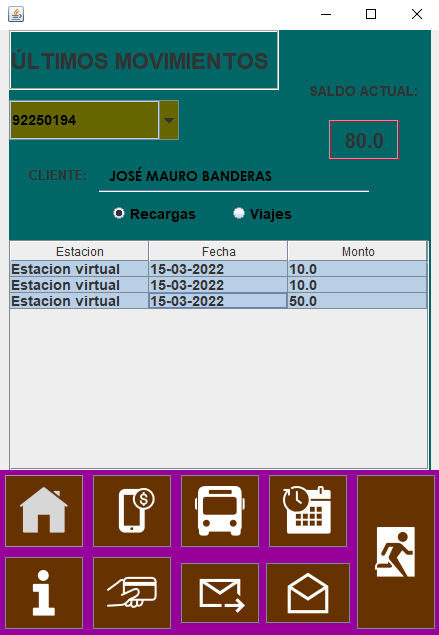 ÚLTIMOS MOVIMIENTOS
SALDO ACTUAL:
92250194
80.0
CLIENTE: JOSÉ MAURO BANDERAS
Recargas Viajes
Estacion Fecha Monto
Estacion virtual 15-03-2022 10.0
Estacion virtual 15-03-2022 10.0
Estacion virtual 15-03-2022 50.0